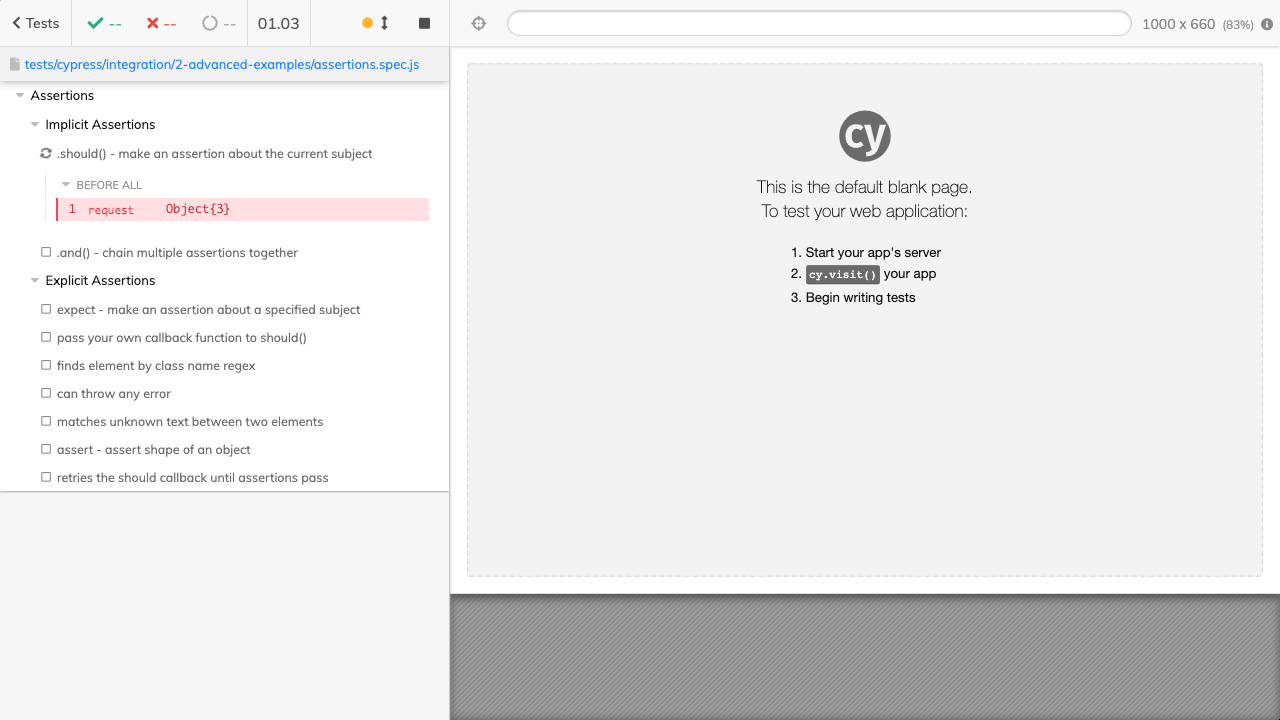 Tests
--
--
--
01.03
1000 x 660 (83%)
tests/cypress/integration/2-advanced-examples/assertions.spec.js
Assertions
Implicit Assertions
.should() - make an assertion about the current subject
BEFORE ALL
1 request Object{3}
.and() - chain multiple assertions together
Explicit Assertions
expect - make an assertion about a specified subject
pass your own callback function to should()
finds element by class name regex
can throw any error
matches unknown text between two elements
assert - assert shape of an object
retries the should callback until assertions pass
cy
This is the default blank page.
To test your web application:
1. Start your app's server
2. cy.visit() your app
3. Begin writing tests